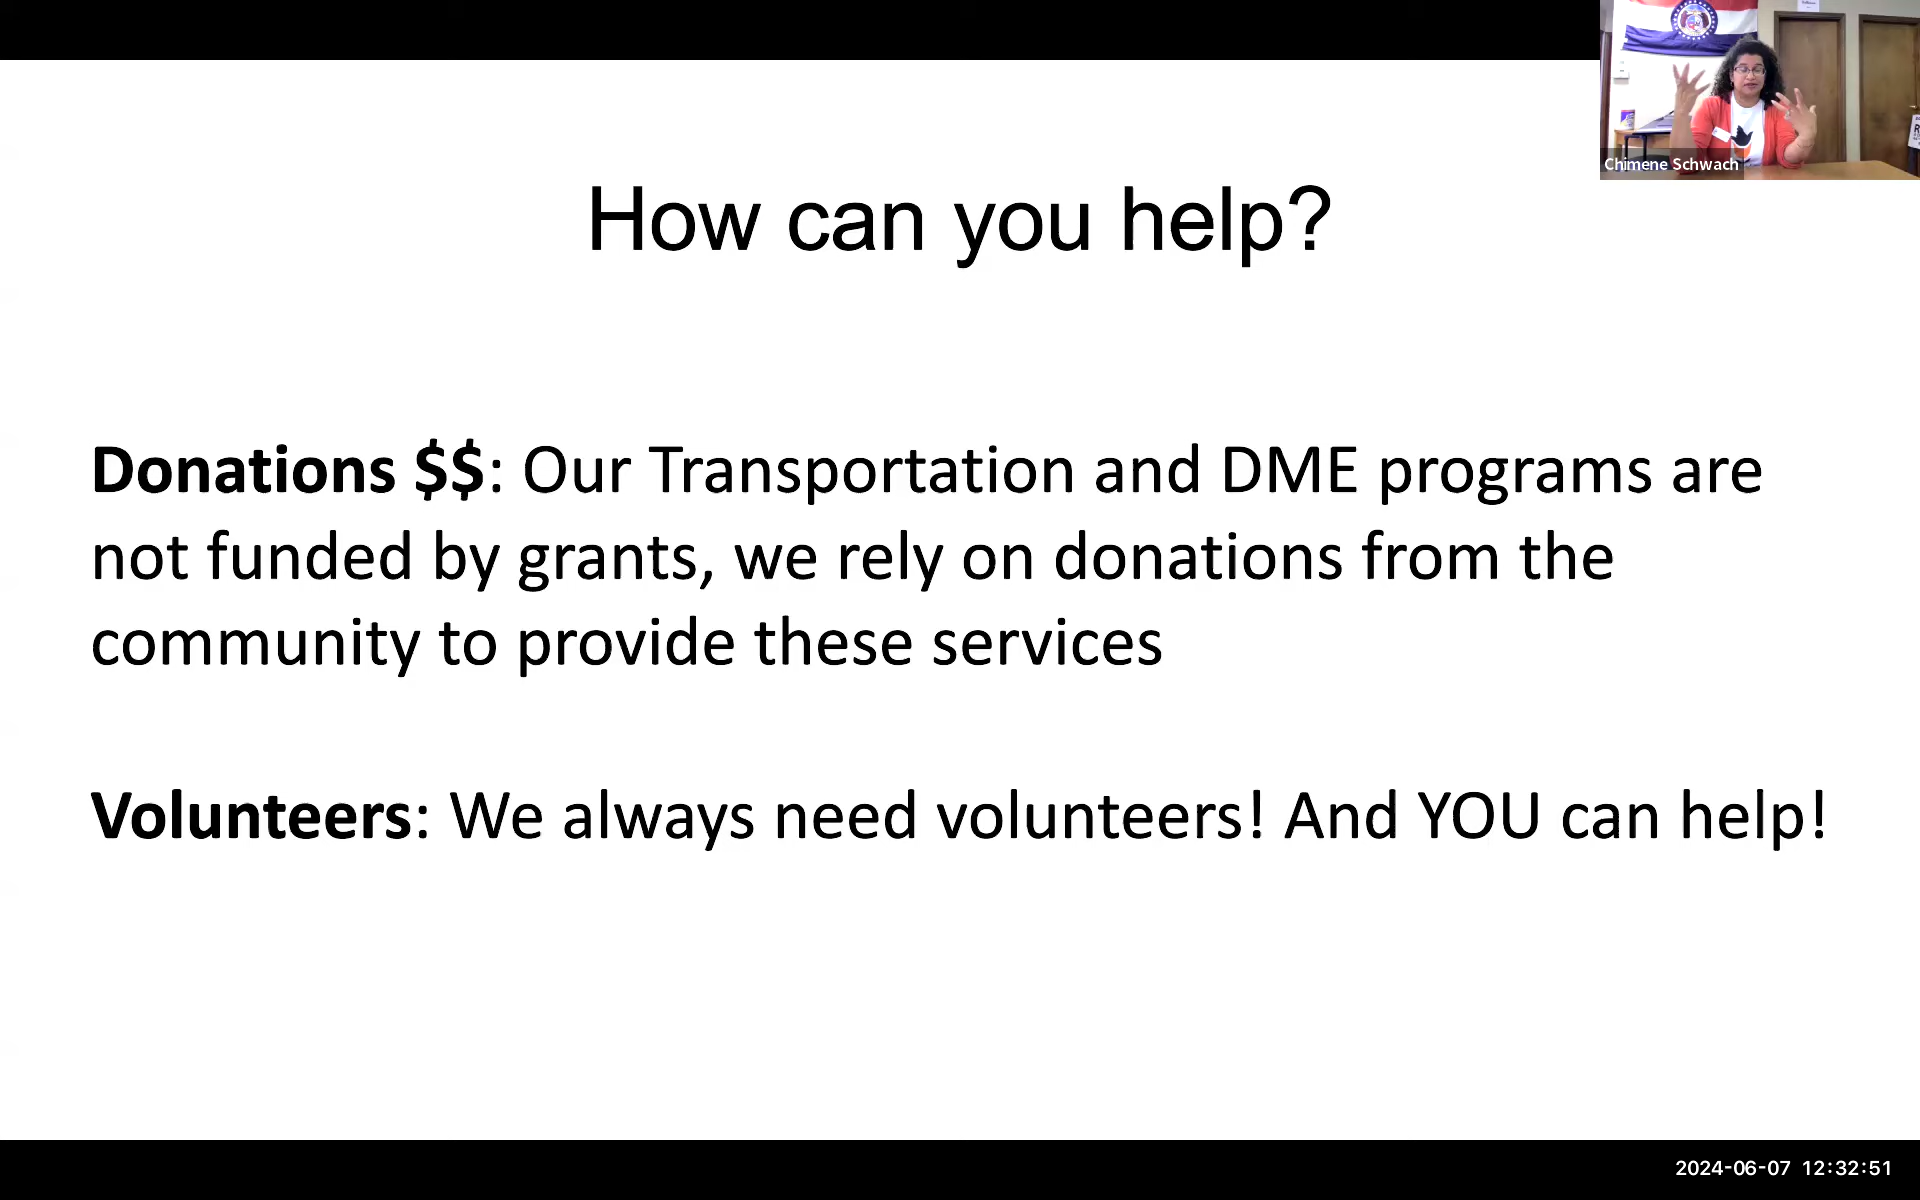 Chimene Schwach
How can you help?
Donations $$: Our Transportation and DME programs are
not funded by grants, we rely on donations from the
community to provide these services
Volunteers: We always need volunteers! And YOU can help!
2024-06-07 12:32:51